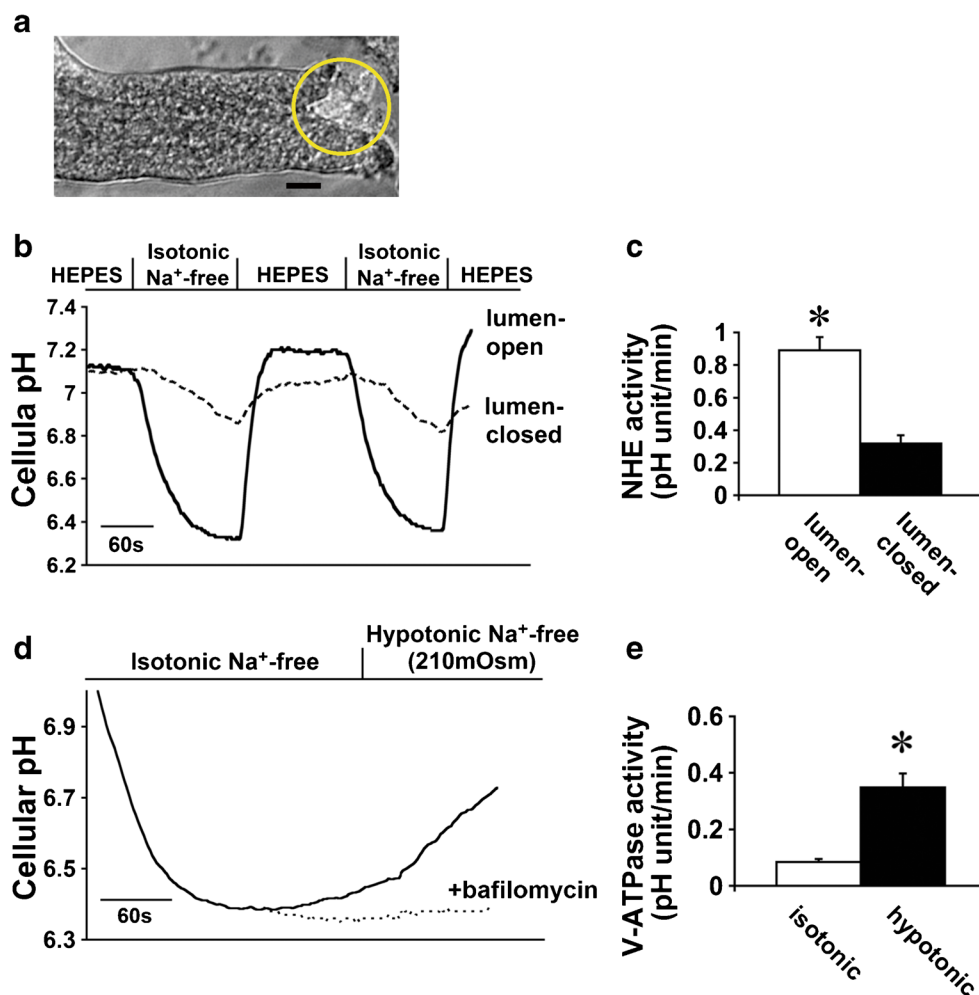 a
b
HEPES
Isotonic
Na⁺-free
HEPES
Isotonic
Na⁺-free
HEPES
Cellula pH
7.4
7.2
7
6.8
6.6
6.4
6.2
lumen-
open
lumen-
closed
60s
c
NHE activity
(pH unit/min)
1
0.8
0.6
0.4
0.2
0
*
lumen-
open
lumen-
closed
d
Isotonic Na⁺-free
Hypotonic Na⁺-free
(210mOsm)
Cellular pH
6.9
6.7
6.5
6.3
60s
+bafilomycin
e
V-ATPase activity
(pH unit/min)
0.6
0.4
0.2
0
*
isotonic
hypotonic